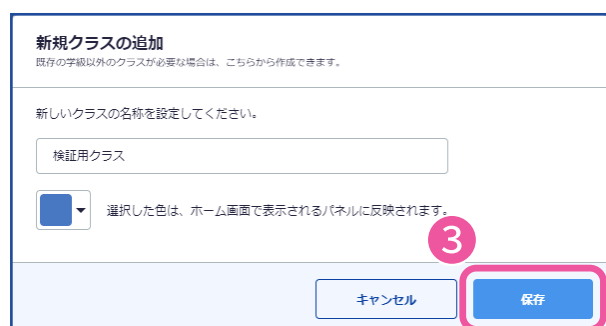 新規クラスの追加
既存の学級以外のクラスが必要な場合は、こちらから作成できます。
新しいクラスの名称を設定してください。
検証用クラス
選択した色は、ホーム画面で表示されるパネルに反映されます。
3
キャンセル
保存